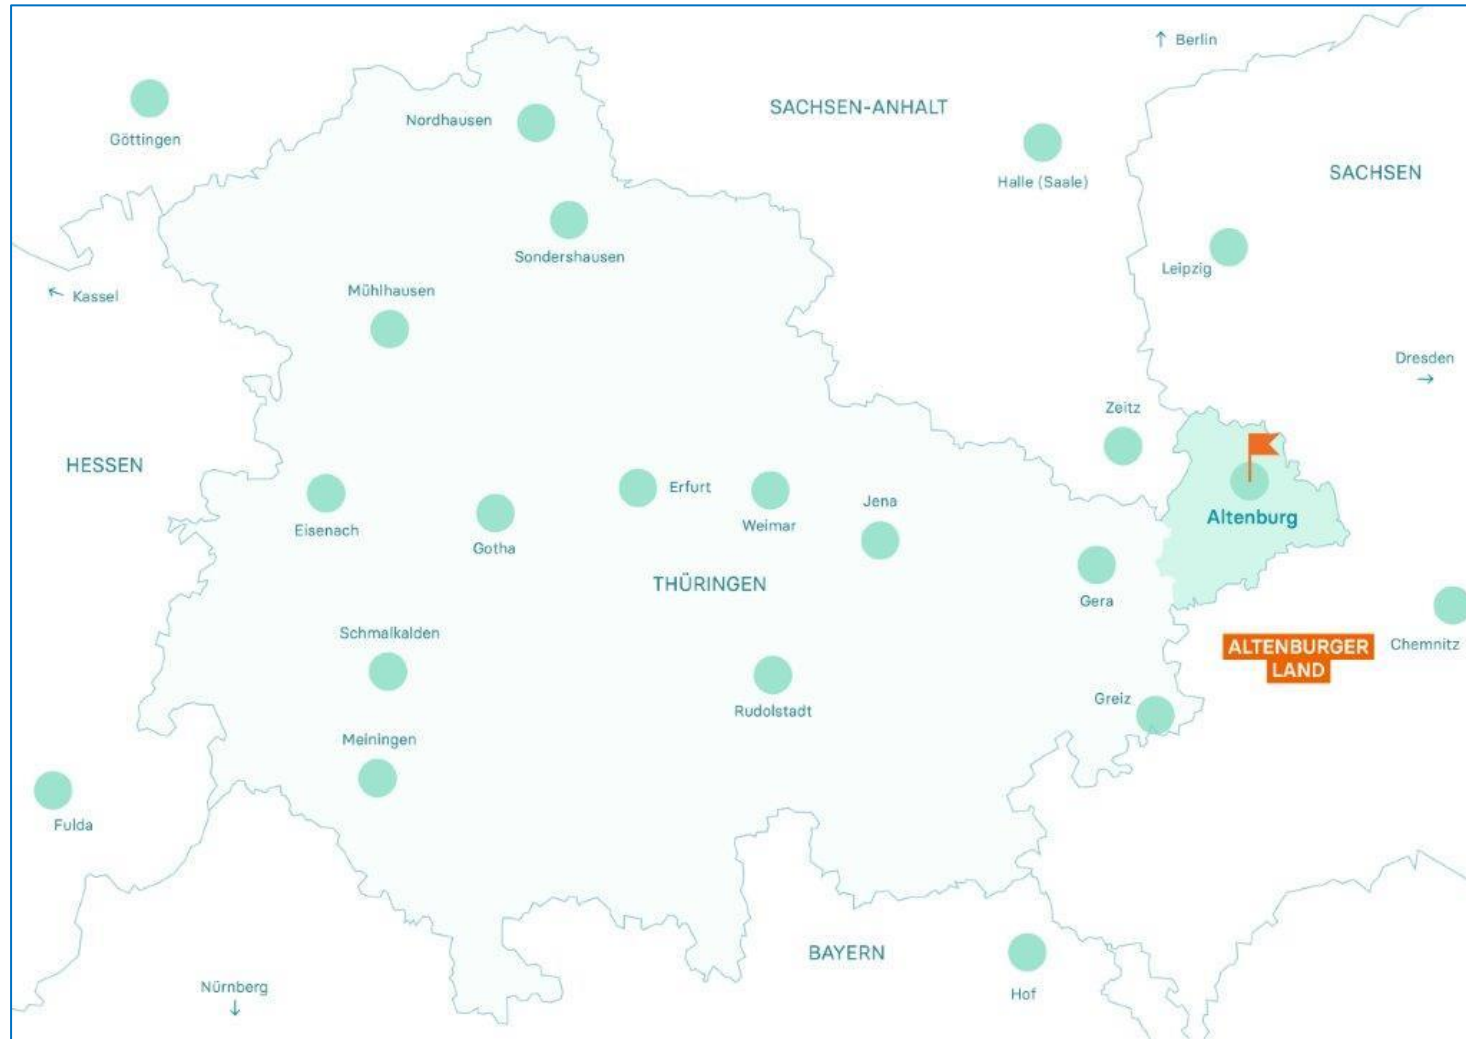 ↑ Berlin
SACHSEN-ANHALT
Nordhausen
Göttingen
SACHSEN
Halle (Saale)
Sondershausen
Leipzig
Mühlhausen
← Kassel
Dresden
→
Zeitz
HESSEN
Erfurt
Jena
Altenburg
Weimar
Eisenach
Gotha
THÜRINGEN
Gera
Schmalkalden
Chemnitz
ALTENBURGER
LAND
Greiz
Rudolstadt
Meiningen
Fulda
BAYERN
Nürnberg
↓
Hof